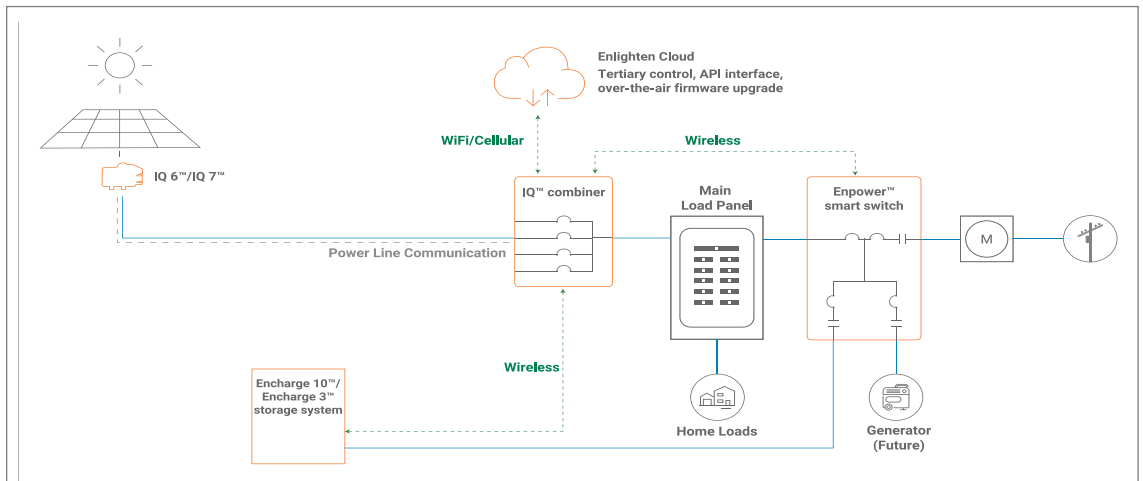 Enlighten Cloud
Tertiary control, API interface,
over-the-air firmware upgrade
WiFi/Cellular
Wireless
IQ 6™/IQ 7™
IQ™ combiner
Main
Load Panel
Enpower™
smart switch
M
Power Line Communication
Wireless
Encharge 10™/
Encharge 3™
storage system
Home Loads
Generator
(Future)